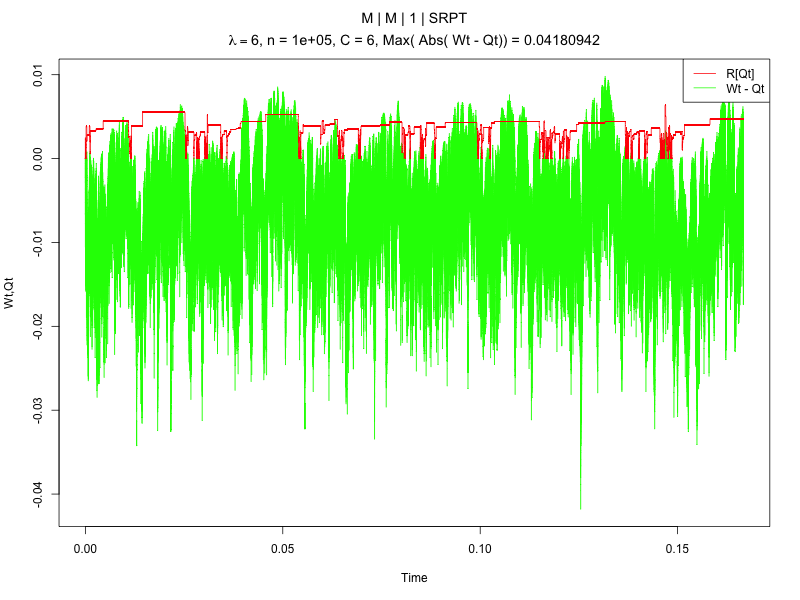 M | M | 1 | SRPT
λ = 6, n = 1e+05, C = 6, Max( Abs( Wt - Qt)) = 0.04180942
R[Qt]
Wt - Qt
0.01
0.00
-0.01
-0.02
-0.03
-0.04
Wt,Qt
0.00 0.05 0.10 0.15
Time